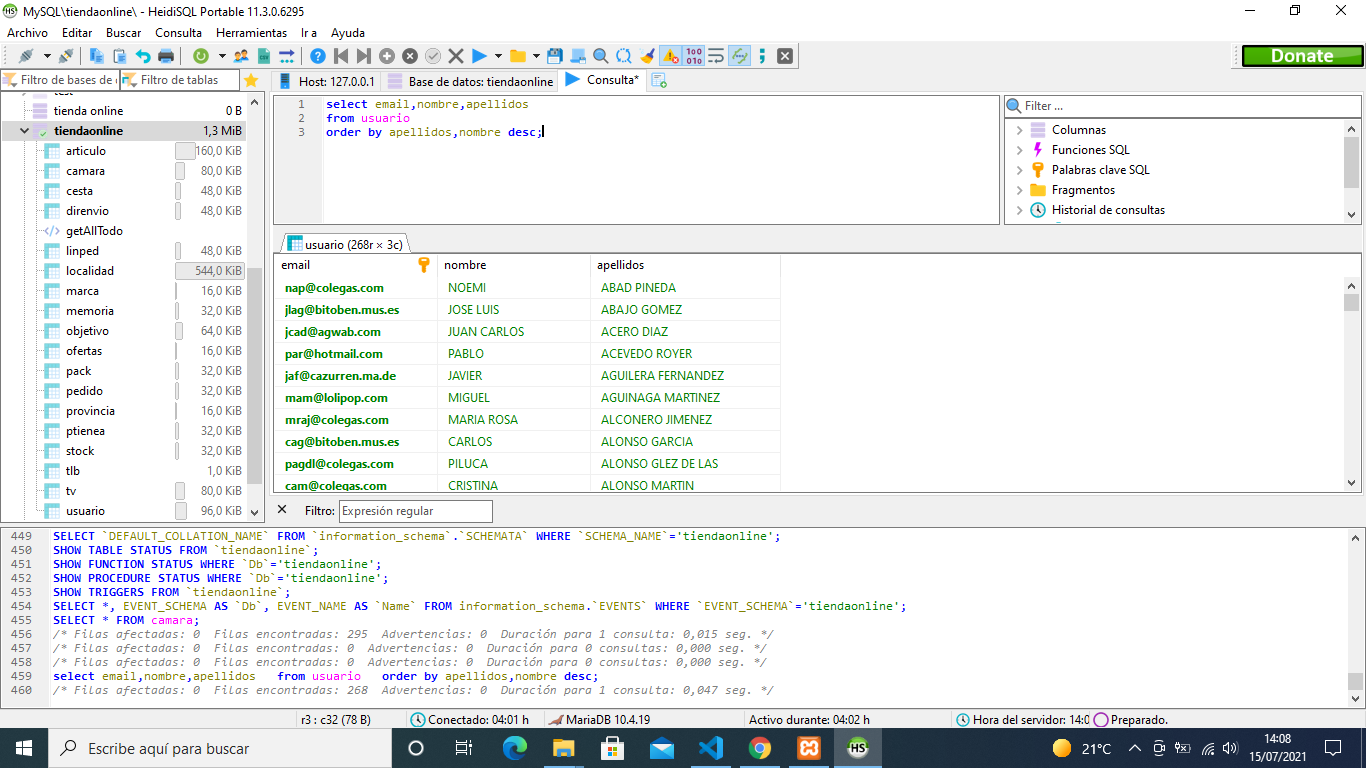 MySQL\tiendaonline\ - HeidiSQL Portable 11.3.0.6295
Archivo Editar Buscar Consulta Herramientas Ir a Ayuda
Donate
Filtro de bases de d Filtro de tablas
Host: 127.0.0.1 Base de datos: tiendaonline Consulta*
test
tienda online 0 B
tiendaonline 1,3 MiB
articulo 160,0 KiB
camara 80,0 KiB
cesta 48,0 KiB
direnvio 48,0 KiB
getAllTodo
linped 48,0 KiB
localidad 544,0 KiB
marca 16,0 KiB
memoria 32,0 KiB
objetivo 64,0 KiB
ofertas 16,0 KiB
pack 32,0 KiB
pedido 32,0 KiB
provincia 16,0 KiB
ptienea 32,0 KiB
stock 32,0 KiB
tlb 1,0 KiB
tv 80,0 KiB
usuario 96,0 KiB
1 select email,nombre,apellidos
2 from usuario
3 order by apellidos,nombre desc;
Filter ...
Columnas
Funciones SQL
Palabras clave SQL
Fragmentos
Historial de consultas
usuario (268r × 3c)
email nombre apellidos
nap@colegas.com NOEMI ABAD PINEDA
jlag@bitoben.mus.es JOSE LUIS ABAJO GOMEZ
jcad@agwab.com JUAN CARLOS ACERO DIAZ
par@hotmail.com PABLO ACEVEDO ROYER
jaf@cazurren.ma.de JAVIER AGUILERA FERNANDEZ
mam@lolipop.com MIGUEL AGUINAGA MARTINEZ
mraj@colegas.com MARIA ROSA ALCONERO JIMENEZ
cag@bitoben.mus.es CARLOS ALONSO GARCIA
pagdl@colegas.com PILUCA ALONSO GLEZ DE LAS
cam@colegas.com CRISTINA ALONSO MARTIN
Filtro: Expresión regular
449 SELECT `DEFAULT_COLLATION_NAME` FROM `information_schema`.`SCHEMATA` WHERE `SCHEMA_NAME`='tiendaonline';
450 SHOW TABLE STATUS FROM `tiendaonline`;
451 SHOW FUNCTION STATUS WHERE `Db`='tiendaonline';
452 SHOW PROCEDURE STATUS WHERE `Db`='tiendaonline';
453 SHOW TRIGGERS FROM `tiendaonline`;
454 SELECT *, EVENT_SCHEMA AS `Db`, EVENT_NAME AS `Name` FROM information_schema.`EVENTS` WHERE `EVENT_SCHEMA`='tiendaonline';
455 SELECT * FROM camara;
456 /* Filas afectadas: 0 Filas encontradas: 295 Advertencias: 0 Duración para 1 consulta: 0,015 seg. */
457 /* Filas afectadas: 0 Filas encontradas: 0 Advertencias: 0 Duración para 0 consultas: 0,000 seg. */
458 /* Filas afectadas: 0 Filas encontradas: 0 Advertencias: 0 Duración para 0 consultas: 0,000 seg. */
459 select email,nombre,apellidos from usuario order by apellidos,nombre desc;
460 /* Filas afectadas: 0 Filas encontradas: 268 Advertencias: 0 Duración para 1 consulta: 0,047 seg. */
r3 : c32 (78 B) Conectado: 04:01 h MariaDB 10.4.19 Activo durante: 04:02 h Hora del servidor: 14:0 Preparado.
Escribe aquí para buscar
21°C
14:08
15/07/2021